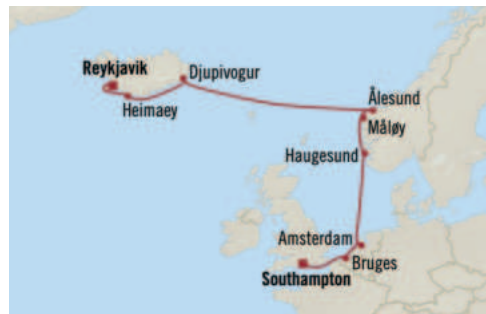 Reykjavik
Djupivogur
Heimaey
Ålesund
Måløy
Haugesund
Amsterdam
Bruges
Southampton